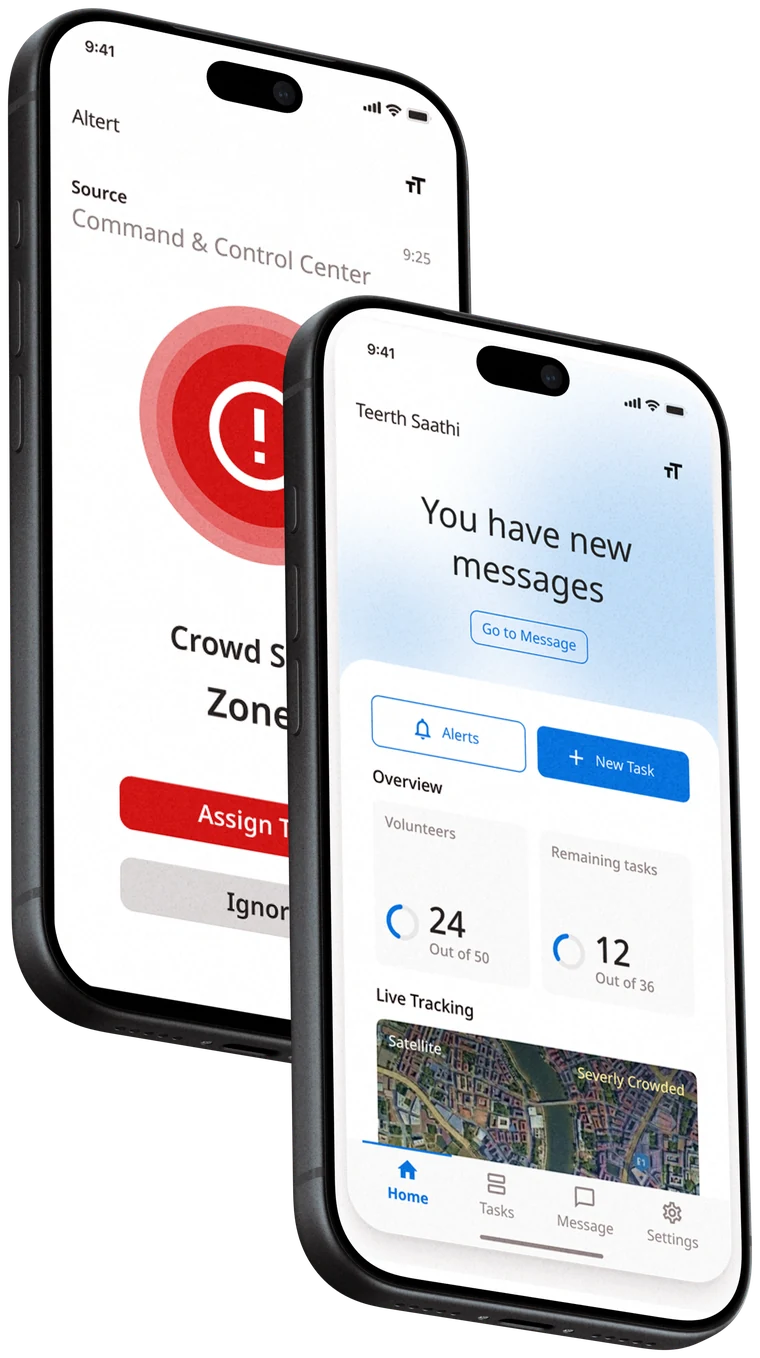 9:41
Altert
Source
Command & Control Center
9:25
Crowd S
Zone
Assign T
Ignor
9:41
Teerth Saathi
You have new
messages
Go to Message
Alerts
New Task
Overview
Volunteers
24
Out of 50
Remaining tasks
12
Out of 36
Live Tracking
Satellite
Severly Crowded
Home
Tasks
Message
Settings